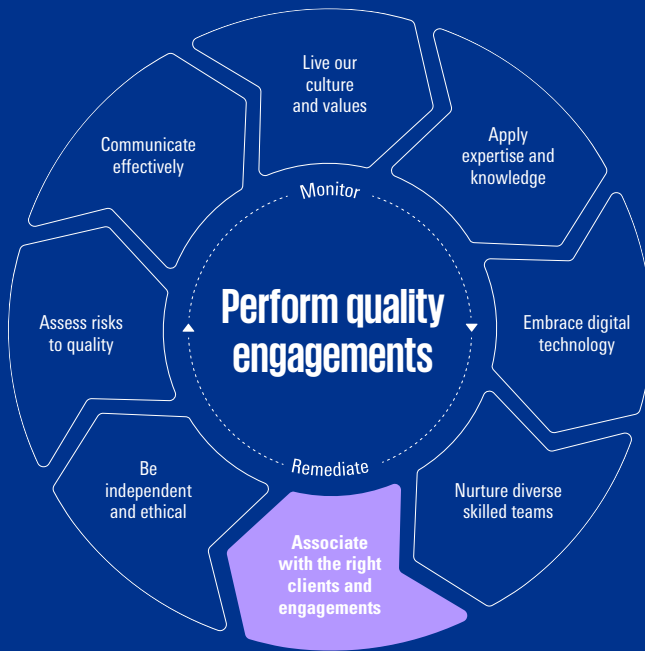 Live our
culture
and values
Apply
expertise and
knowledge
Embrace digital
technology
Nurture diverse
skilled teams
Associate
with the right
clients and
engagements
Be
independent
and ethical
Assess risks
to quality
Communicate
effectively
Monitor
Perform quality
engagements
Remediate